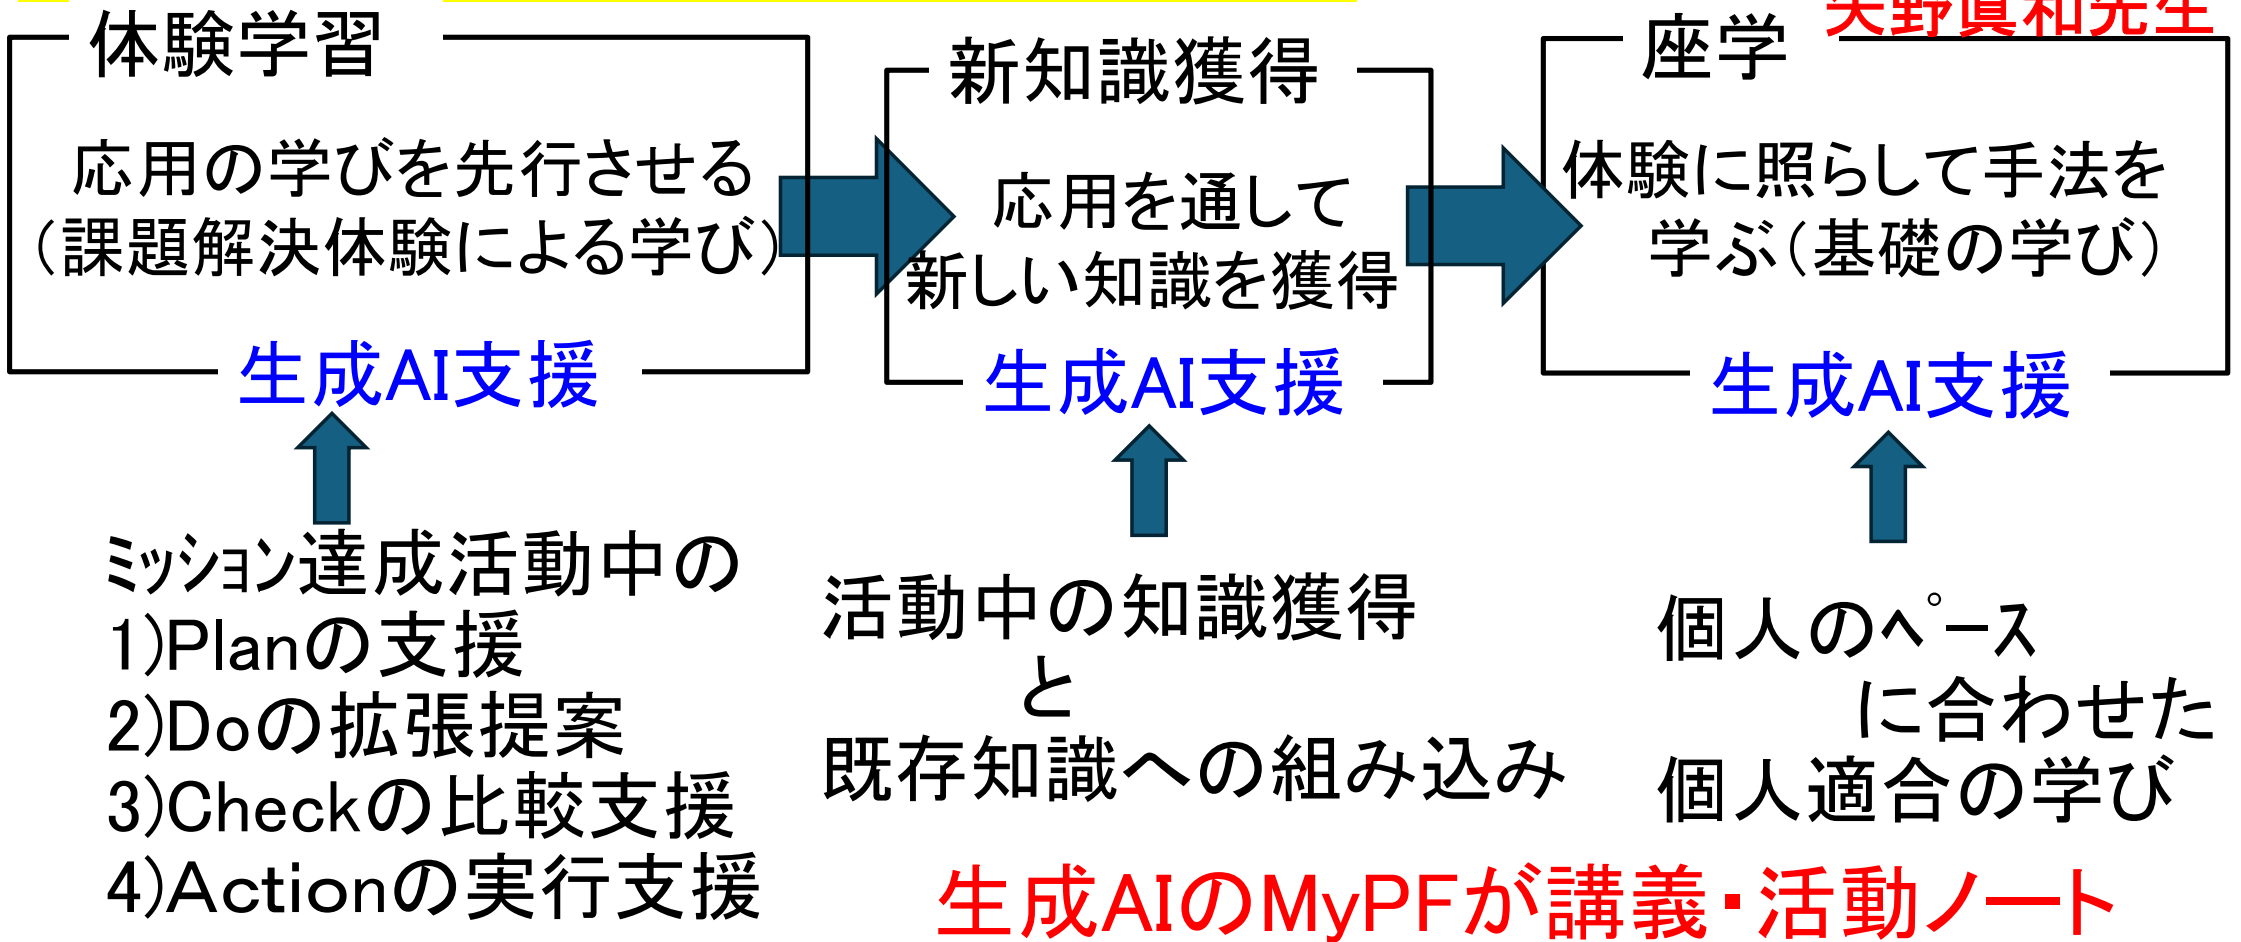 矢野眞和先生
体験学習
応用の学びを先行させる
（課題解決体験による学び）
生成AI支援
新知識獲得
応用を通して
新しい知識を獲得
生成AI支援
座学
体験に照らして手法を
学ぶ（基礎の学び）
生成AI支援
ﾐｯｼｮﾝ達成活動中の
1)Planの支援
2)Doの拡張提案
3)Checkの比較支援
4)Actionの実行支援
活動中の知識獲得
と
既存知識への組み込み
個人のﾍﾟｰｽ
に合わせた
個人適合の学び
生成AIのMyPFが講義・活動ノート